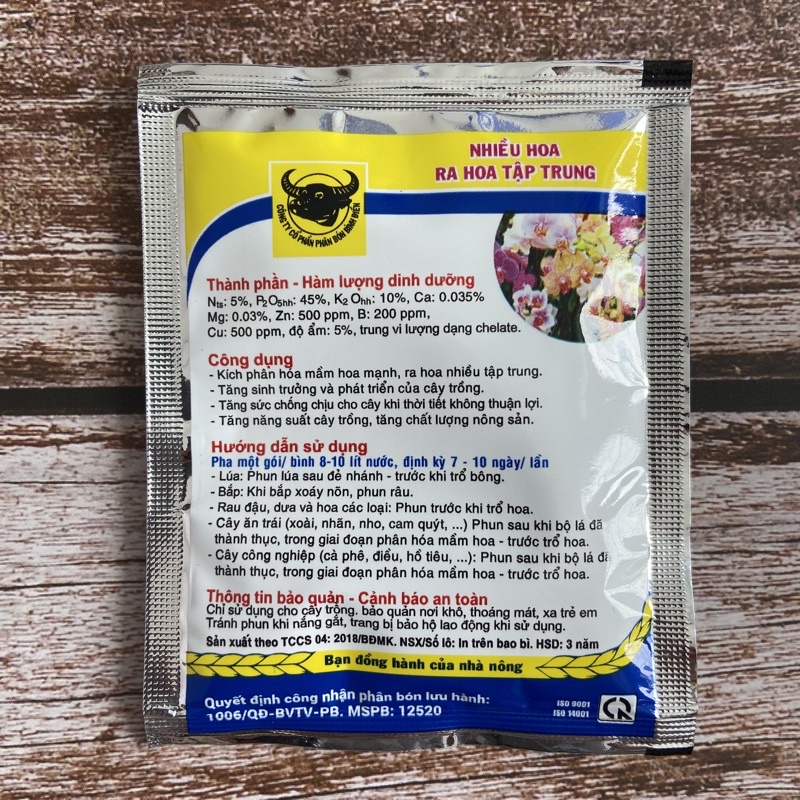 NHIỀU HOA
RA HOA TẬP TRUNG
CÔNG TY CỔ PHẦN PHÂN BÓN BÌNH ĐIỀN
Thành phần - Hàm lượng dinh dưỡng
Nts: 5%, P2O5hh: 45%, K2Ohh: 10%, Ca: 0.035%
Mg: 0.03%, Zn: 500 ppm, B: 200 ppm,
Cu: 500 ppm, độ ẩm: 5%, trung vi lượng dạng chelate.
Công dụng
- Kích phân hóa mầm hoa mạnh, ra hoa nhiều tập trung.
- Tăng sinh trưởng và phát triển của cây trồng.
- Tăng sức chống chịu cho cây khi thời tiết không thuận lợi.
- Tăng năng suất cây trồng, tăng chất lượng nông sản.
Hướng dẫn sử dụng
Pha một gói/ bình 8-10 lít nước, định kỳ 7 - 10 ngày/ lần
- Lúa: Phun lúa sau đẻ nhánh - trước khi trổ bông.
- Bắp: Khi bắp xoáy nõn, phun râu.
- Rau đậu, dưa và hoa các loại: Phun trước khi trổ hoa.
- Cây ăn trái (xoài, nhãn, nho, cam quýt, ...) Phun sau khi bộ lá đã
thành thục, trong giai đoạn phân hóa mầm hoa - trước trổ hoa.
- Cây công nghiệp (cà phê, điều, hồ tiêu, ...): Phun sau khi bộ lá đã
thành thục, trong giai đoạn phân hóa mầm hoa - trước trổ hoa.
Thông tin bảo quản - Cảnh báo an toàn
Chỉ sử dụng cho cây trồng. bảo quản nơi khô, thoáng mát, xa trẻ em
Tránh phun khi nắng gắt, trang bị bảo hộ lao động khi sử dụng.
Sản xuất theo TCCS 04: 2018/BĐMK. NSX/Số lô: In trên bao bì. HSD: 3 năm
Bạn đồng hành của nhà nông
Quyết định công nhận phân bón lưu hành:
1006/QĐ-BVTV-PB. MSPB: 12520
ISO 9001
ISO 14001